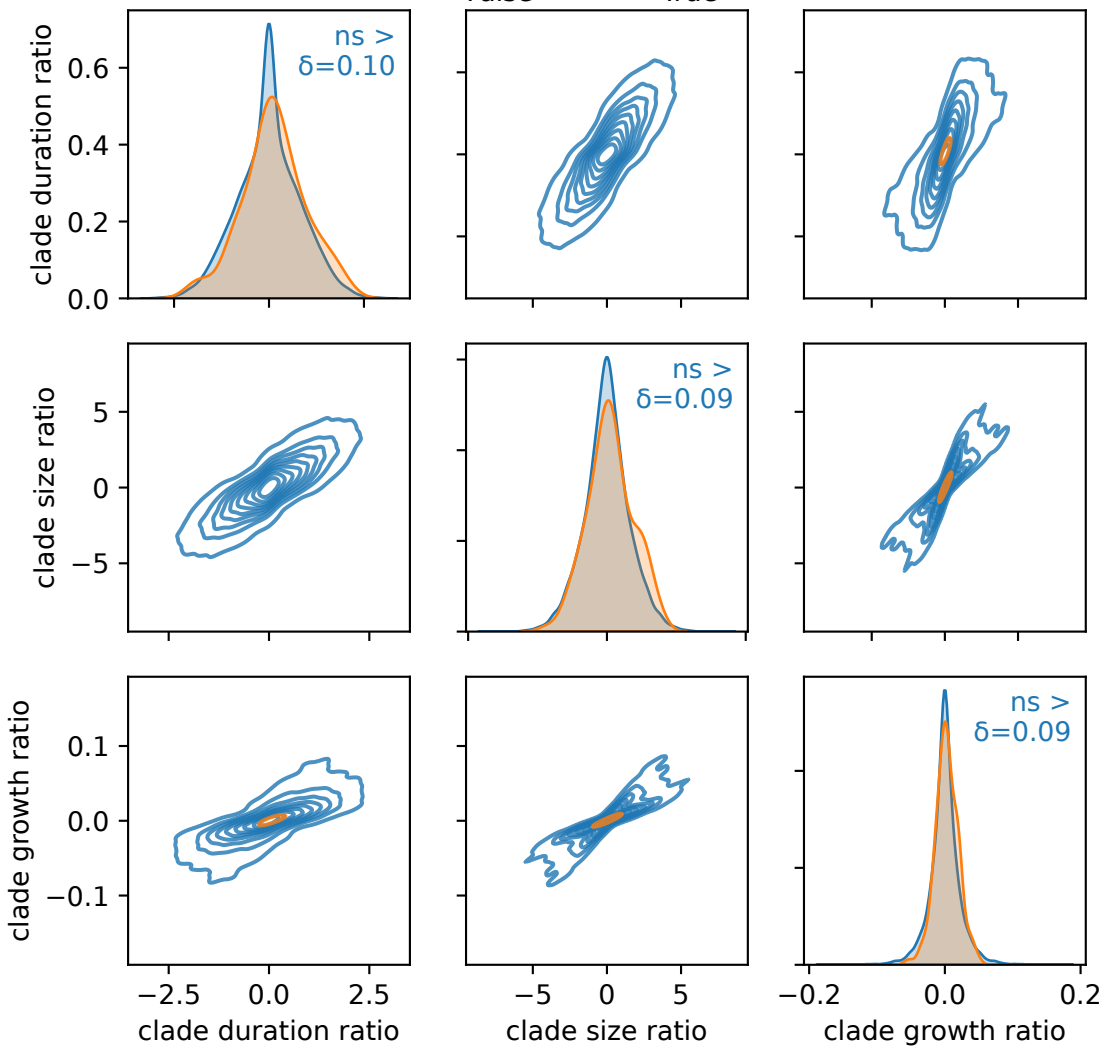 clade duration ratio
0.6
0.4
0.2
0.0
ns >
δ=0.10
clade size ratio
5
0
−5
ns >
δ=0.09
clade growth ratio
0.1
0.0
−0.1
ns >
δ=0.09
−2.5 0.0 2.5
−5 0 5
−0.2 0.0 0.2
clade duration ratio
clade size ratio
clade growth ratio